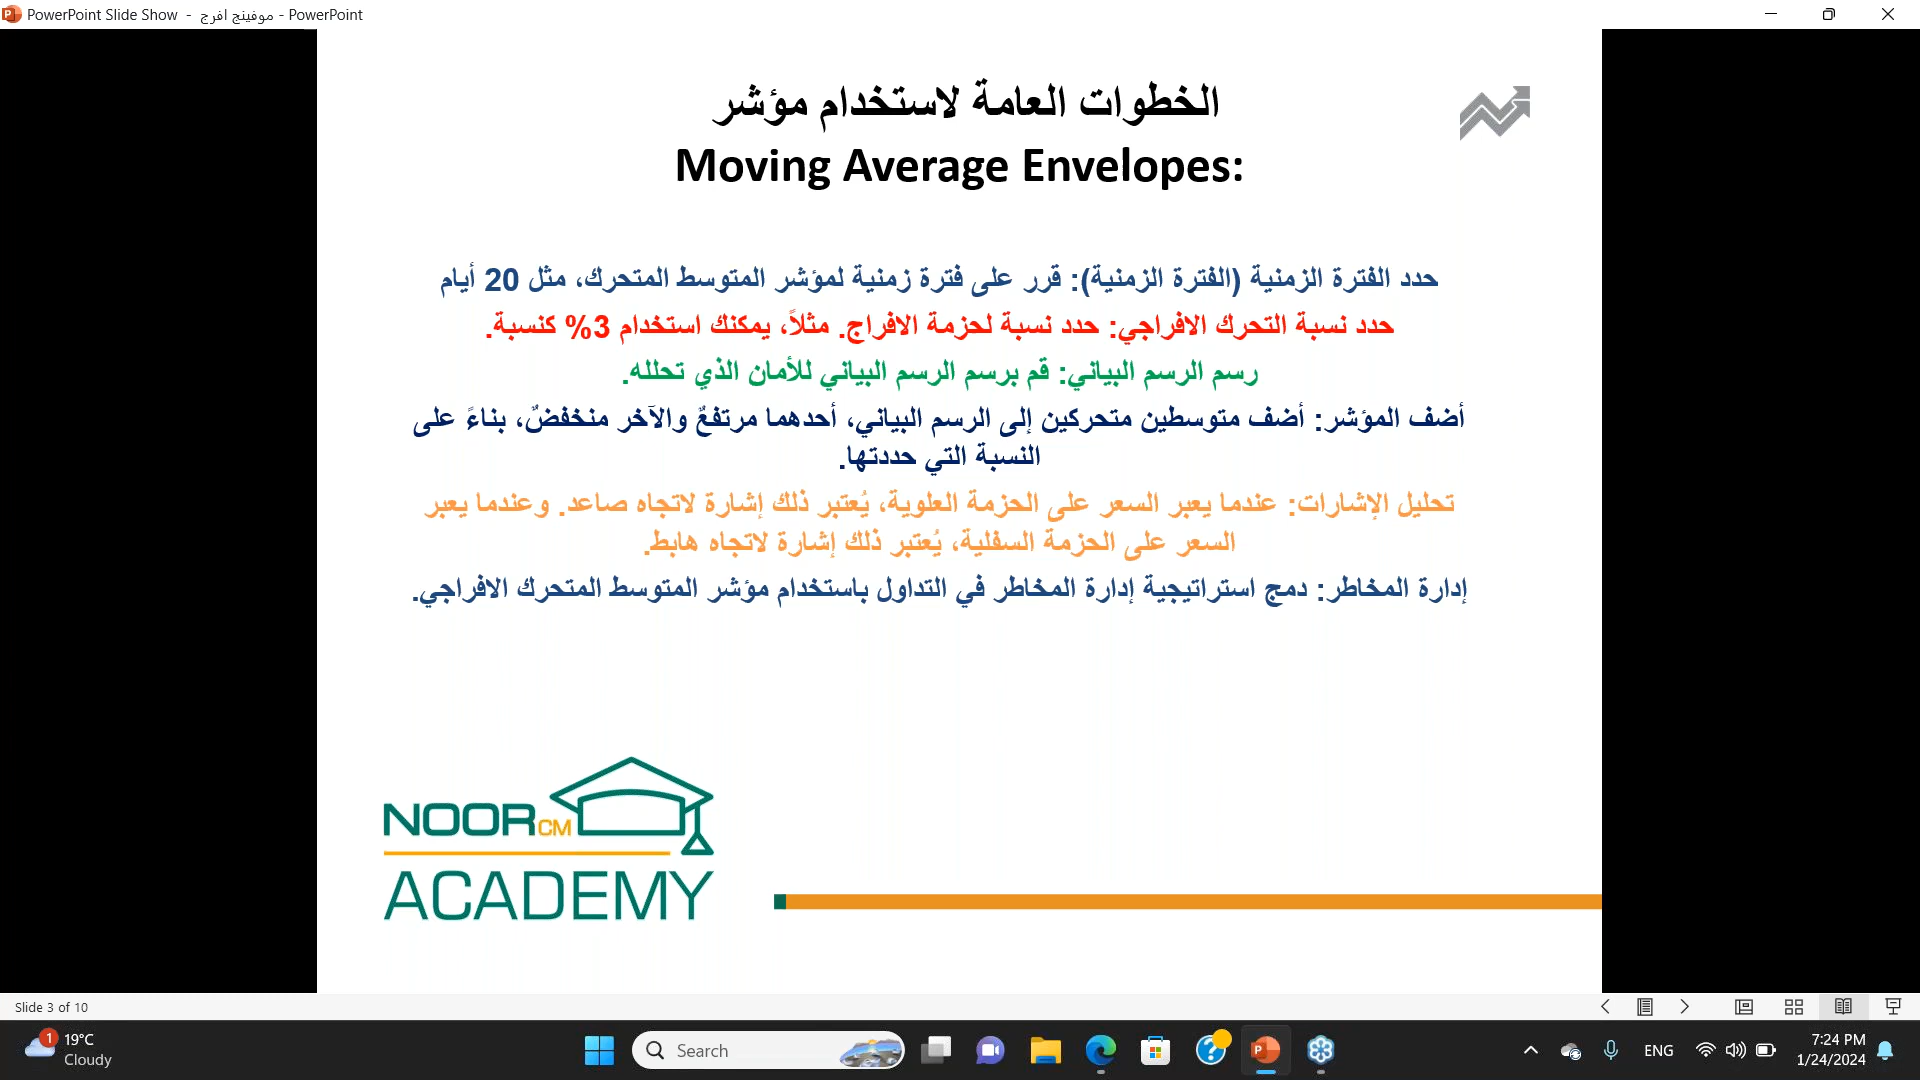 PowerPoint Slide Show - موفينج افرج - PowerPoint
الخطوات العامة لاستخدام مؤشر
Moving Average Envelopes:
حدد الفترة الزمنية (الفترة الزمنية): قرر على فترة زمنية لمؤشر المتوسط المتحرك، مثل 20 أيام
حدد نسبة التحرك الافراجي: حدد نسبة لحزمة الافراج. مثلاً، يمكنك استخدام 3% كنسبة.
رسم الرسم البياني: قم برسم الرسم البياني للأمان الذي تحلله.
أضف المؤشر: أضف متوسطين متحركين إلى الرسم البياني، أحدهما مرتفعٌ والآخر منخفضٌ، بناءً على
النسبة التي حددتها.
تحليل الإشارات: عندما يعبر السعر على الحزمة العلوية، يُعتبر ذلك إشارة لاتجاه صاعد. وعندما يعبر
السعر على الحزمة السفلية، يُعتبر ذلك إشارة لاتجاه هابط.
إدارة المخاطر: دمج استراتيجية إدارة المخاطر في التداول باستخدام مؤشر المتوسط المتحرك الافراجي.
NOOR CM
ACADEMY
Slide 3 of 10
1
19°C
Cloudy
Search
ENG
7:24 PM
1/24/2024